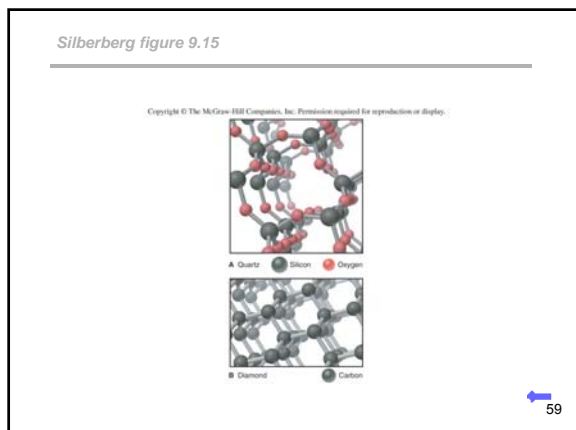 Silberberg figure 9.15
Copyright © The McGraw-Hill Companies, Inc. Permission required for reproduction or display.
A Quartz Silicon Oxygen
B Diamond Carbon
59